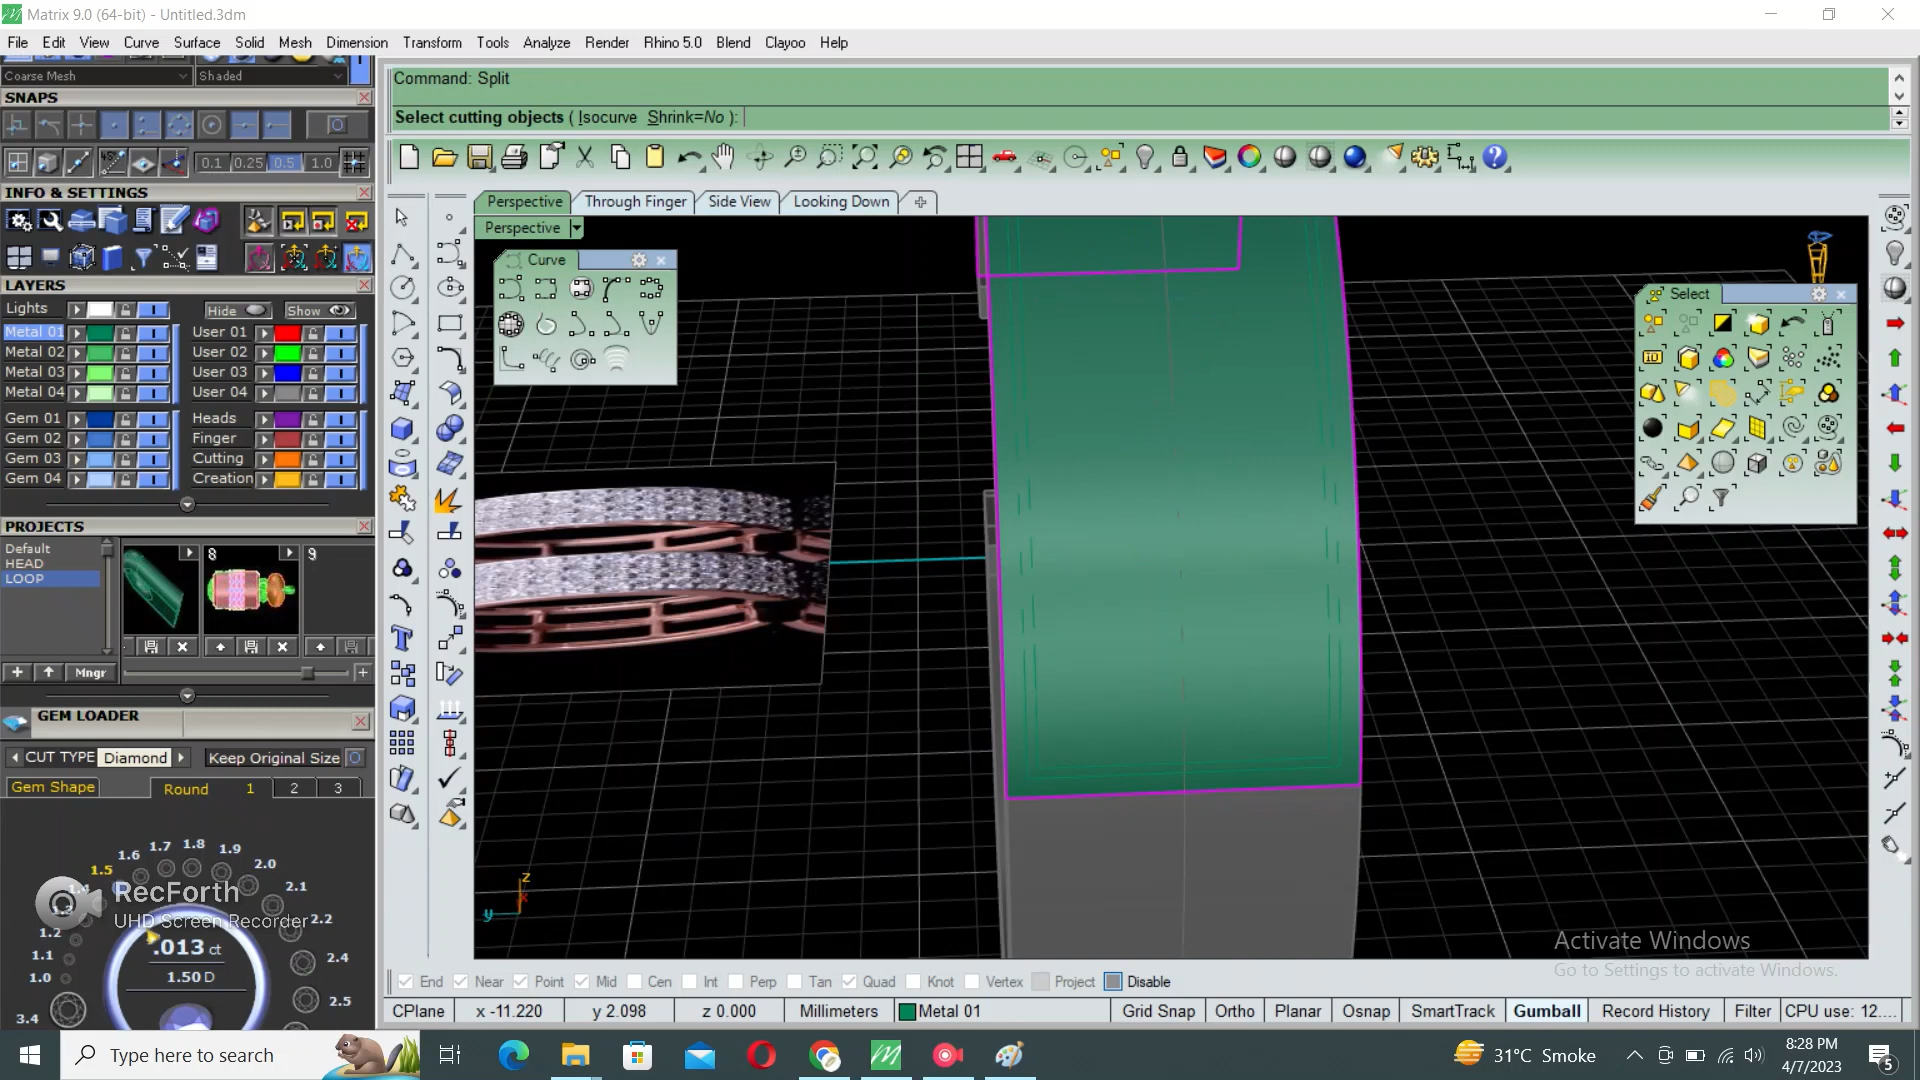 Matrix 9.0 (64-bit) - Untitled.3dm
File Edit View Curve Surface Solid Mesh Dimension Transform Tools Analyze Render Rhino 5.0 Blend Clayoo Help
Coarse Mesh Shaded
Command: Split
Select cutting objects ( Isocurve Shrink=No ):
SNAPS
0.1 0.25 0.5 1.0
INFO & SETTINGS
LAYERS
Lights Hide Show
Metal 01 User 01
Metal 02 User 02
Metal 03 User 03
Metal 04 User 04
Gem 01 Heads
Gem 02 Finger
Gem 03 Cutting
Gem 04 Creation
PROJECTS
Default
HEAD
LOOP
8 9
Mngr
GEM LOADER
CUT TYPE Diamond Keep Original Size
Gem Shape Round 1 2 3
1.0 1.1 1.2 1.3 1.4 1.5 1.6 1.7 1.8 1.9 2.0 2.1 2.2 2.4 2.5 3.4
.013 ct
1.50 D
RecForth
UHD Screen Recorder
Perspective Through Finger Side View Looking Down
Perspective
Curve
Select
ID
z
x
y
Activate Windows
Go to Settings to activate Windows.
End Near Point Mid Cen Int Perp Tan Quad Knot Vertex Project Disable
CPlane x -11.220 y 2.098 z 0.000 Millimeters Metal 01 Grid Snap Ortho Planar Osnap SmartTrack Gumball Record History Filter CPU use: 12....
Type here to search
31°C Smoke
8:28 PM
4/7/2023
5